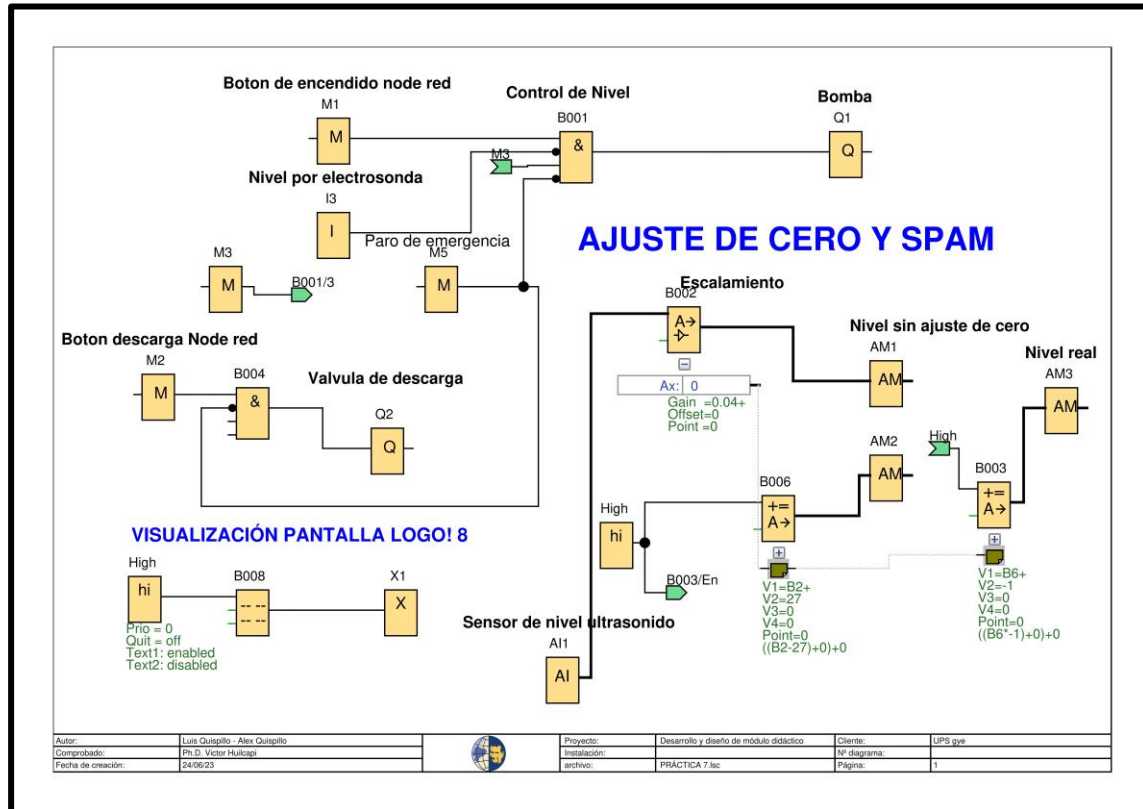 Boton de encendido node red
M1
M
Control de Nivel
B001
&
Bomba
Q1
Q
M3
Nivel por electrosonda
I3
I
Paro de emergencia
M5
M
M3
M
B001/3
AJUSTE DE CERO Y SPAM
Escalamiento
B002
A→
Ax: 0
Gain =0.04+
Offset=0
Point =0
Nivel sin ajuste de cero
AM1
AM
Nivel real
AM3
AM
Boton descarga Node red
M2
M
B004
&
Valvula de descarga
Q2
Q
AM2
AM
High
B003
+=
A→
B006
+=
A→
High
hi
B003/En
V1=B2+
V2=27
V3=0
V4=0
Point=0
((B2-27)+0)+0
V1=B6+
V2=-1
V3=0
V4=0
Point=0
((B6*-1)+0)+0
VISUALIZACIÓN PANTALLA LOGO! 8
High
hi
B008
X1
X
Prio = 0
Quit = off
Text1: enabled
Text2: disabled
Sensor de nivel ultrasonido
AI1
AI
Autor: Luis Quispillo - Alex Quispillo Proyecto: Desarrollo y diseño de módulo didáctico Cliente: UPS gye
Comprobado: Ph.D. Victor Huilcapi Instalación: Nº diagrama:
Fecha de creación: 24/06/23 archivo: PRÁCTICA 7.lsc Página: 1